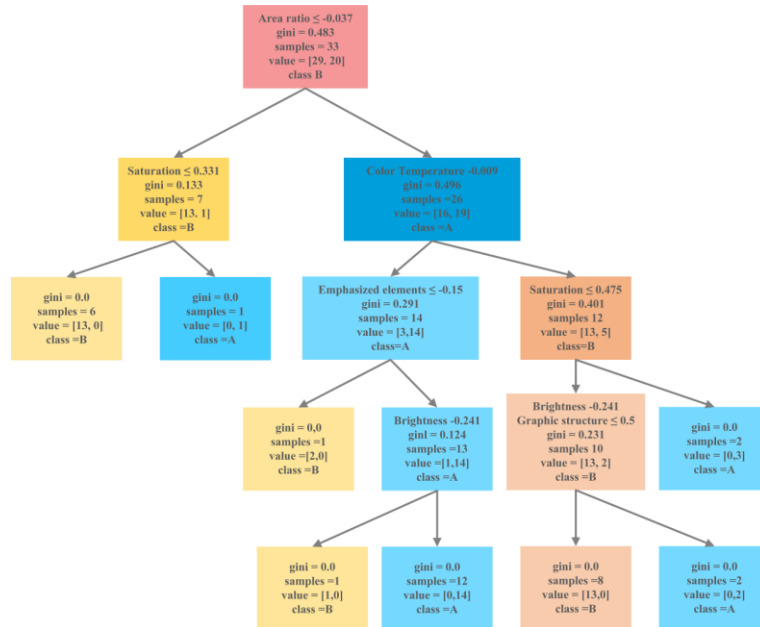 Area ratio ≤ -0.037
gini = 0.483
samples = 33
value = [29. 20]
class B
Saturation ≤ 0.331
gini = 0.133
samples = 7
value = [13. 1]
class =B
Color Temperature -0.009
gini = 0.496
samples =26
value = [16, 19]
class =A
gini = 0.0
samples = 6
value = [13, 0]
class =B
gini = 0.0
samples = 1
value = [0, 1]
class =A
Emphasized elements ≤ -0.15
gini = 0.291
samples = 14
value = [3,14]
class=A
Saturation ≤ 0.475
gini = 0.401
samples 12
value = [13, 5]
class=B
gini = 0,0
samples =1
value =[2,0]
class =B
Brightness -0.241
ginl = 0.124
samples =13
value =[1,14]
class =A
Brightness -0.241
Graphic structure ≤ 0.5
gini = 0.231
samples 10
value = [13, 2]
class =B
gini = 0.0
samples =2
value = [0,3]
class =A
gini = 0.0
samples =1
value = [1,0]
class =B
gini = 0.0
samples =12
value = [0,14]
class =A
gini = 0.0
samples =8
value = [13,0]
class =B
gini = 0.0
samples =2
value = [0,2]
class =A